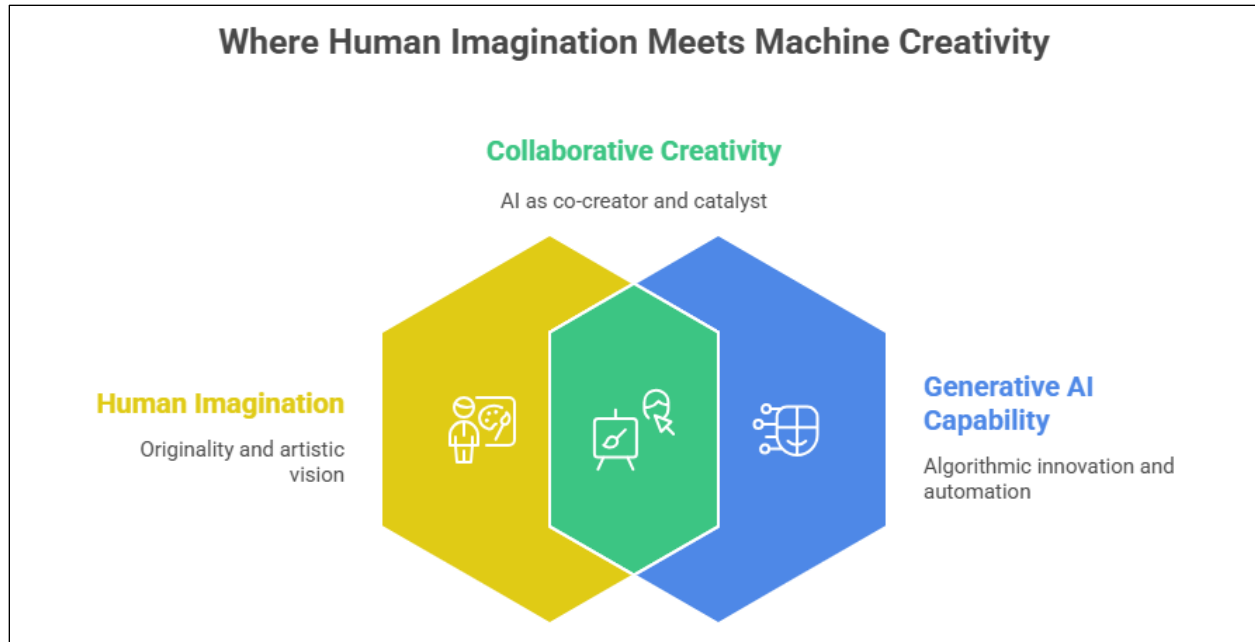 Where Human Imagination Meets Machine Creativity
Collaborative Creativity
AI as co-creator and catalyst
Human Imagination
Originality and artistic
vision
Generative AI
Capability
Algorithmic innovation and
automation